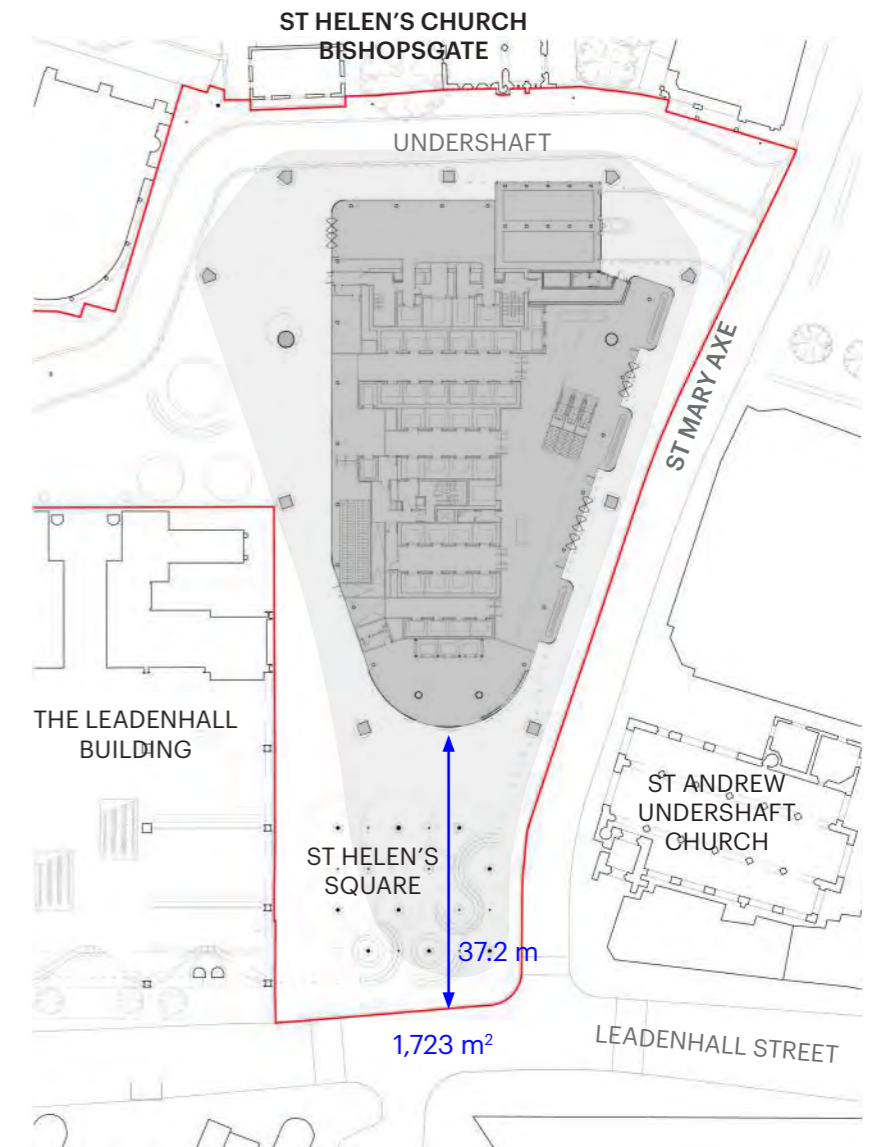 ST HELEN'S CHURCH
BISHOPSGATE
UNDERSHAFT
ST MARY AXE
THE LEADENHALL
BUILDING
ST ANDREW
UNDERSHAFT
CHURCH
ST HELEN'S
SQUARE
37.2 m
1,723 m²
LEADENHALL STREET